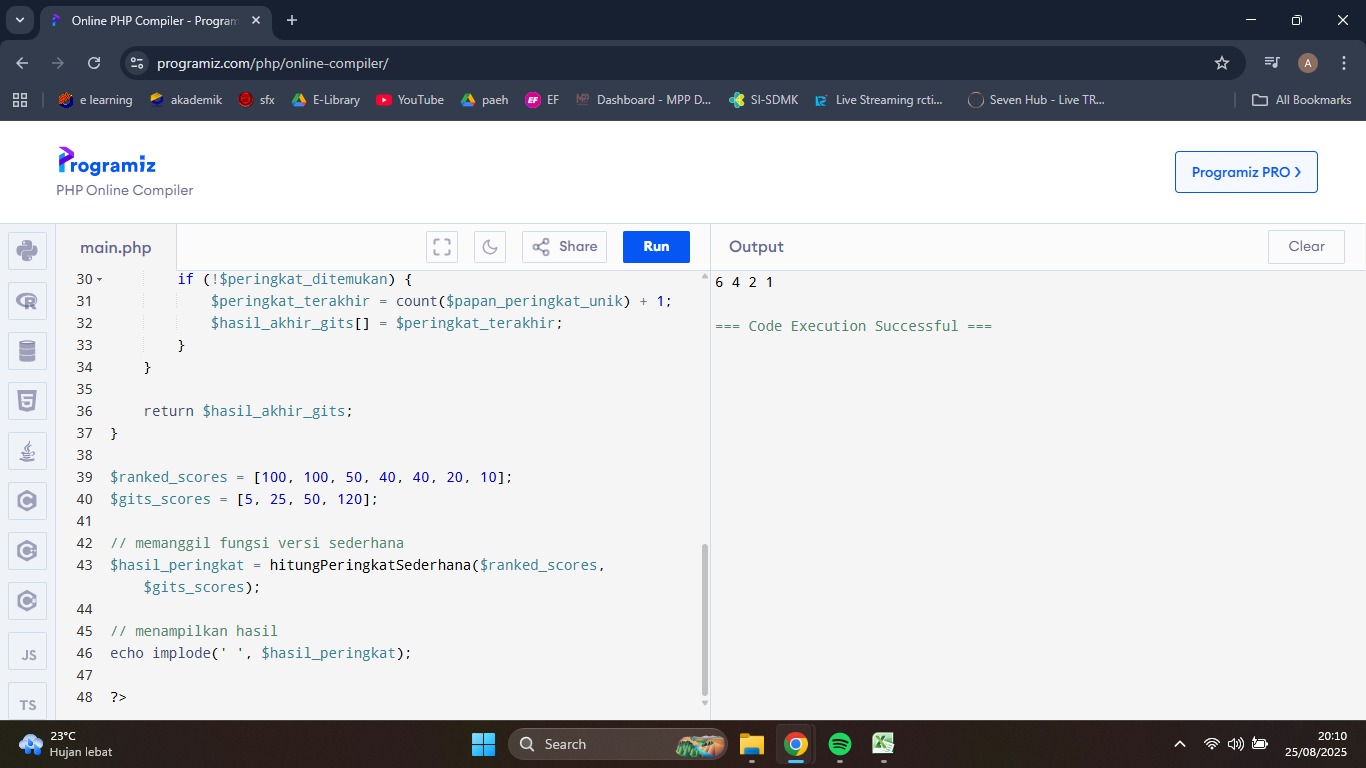 Online PHP Compiler - Program
programiz.com/php/online-compiler/
A
e learning
akademik
sfx
E-Library
YouTube
paeh
EF EF
Dashboard - MPP D...
SI-SDMK
Live Streaming rcti...
Seven Hub - Live TR...
All Bookmarks
Programiz
PHP Online Compiler
Programiz PRO >
main.php
Share
Run
Output
Clear
30 if (!$peringkat_ditemukan) {
31 $peringkat_terakhir = count($papan_peringkat_unik) + 1;
32 $hasil_akhir_gits[] = $peringkat_terakhir;
33 }
34 }
35
36 return $hasil_akhir_gits;
37 }
38
39 $ranked_scores = [100, 100, 50, 40, 40, 20, 10];
40 $gits_scores = [5, 25, 50, 120];
41
42 // memanggil fungsi versi sederhana
43 $hasil_peringkat = hitungPeringkatSederhana($ranked_scores,
$gits_scores);
44
45 // menampilkan hasil
46 echo implode(' ', $hasil_peringkat);
47
48 ?>
6 4 2 1
=== Code Execution Successful ===
JS
TS
23°C
Hujan lebat
Search
20:10
25/08/2025